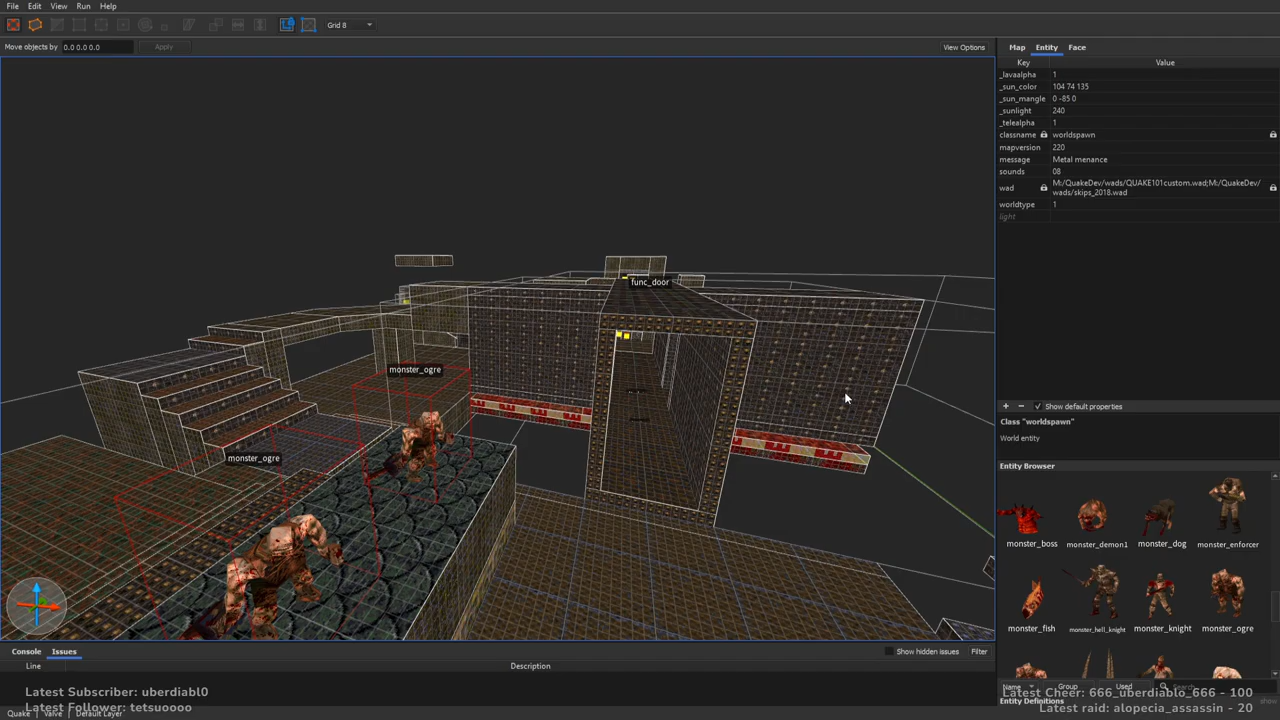 File Edit View Run Help
Grid 8
Move objects by 0.0 0.0 0.0 Apply
View Options
Map Entity Face
Key Value
_lavaalpha 1
_sun_color 104 74 135
_sun_mangle 0 -85 0
_sunlight 240
_telealpha 1
classname worldspawn
mapversion 220
message Metal menance
sounds 08
wad M:/QuakeDev/wads/QUAKE101custom.wad;M:/QuakeDev/
wads/skips_2018.wad
worldtype 1
light
func_door
monster_ogre
monster_ogre
+ − Show default properties
Class "worldspawn"
World entity
Entity Browser
monster_boss monster_demon1 monster_dog monster_enforcer
monster_fish monster_hell_knight monster_knight monster_ogre
Name Group Used Search
Entity Definitions
Console Issues
Show hidden issues Filter
Line Description
Latest Subscriber: uberdiabl0
Latest Follower: tetsuoooo
Latest Cheer: 666_uberdiablo_666 - 100
Latest raid: alopecia_assassin - 20
Quake Valve Default Layer